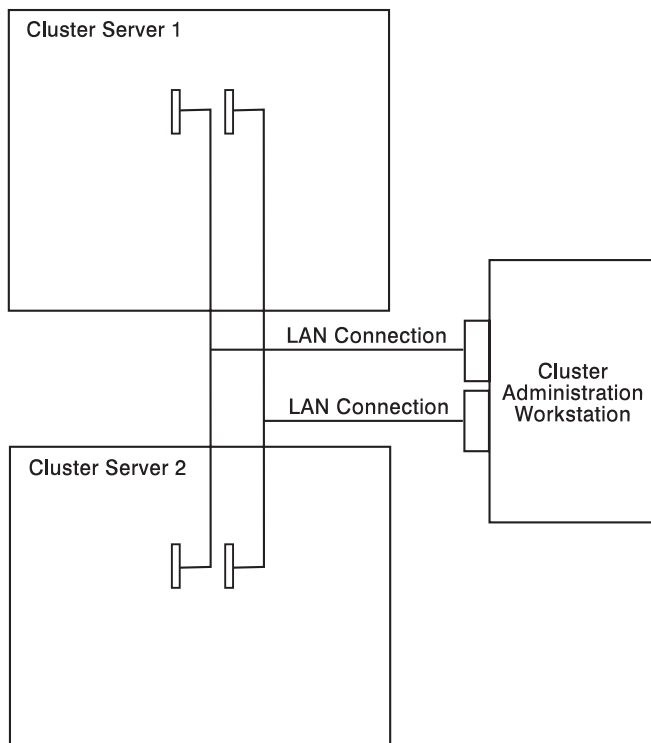 Cluster Server 1
LAN Connection
Cluster
Administration
Workstation
LAN Connection
Cluster Server 2